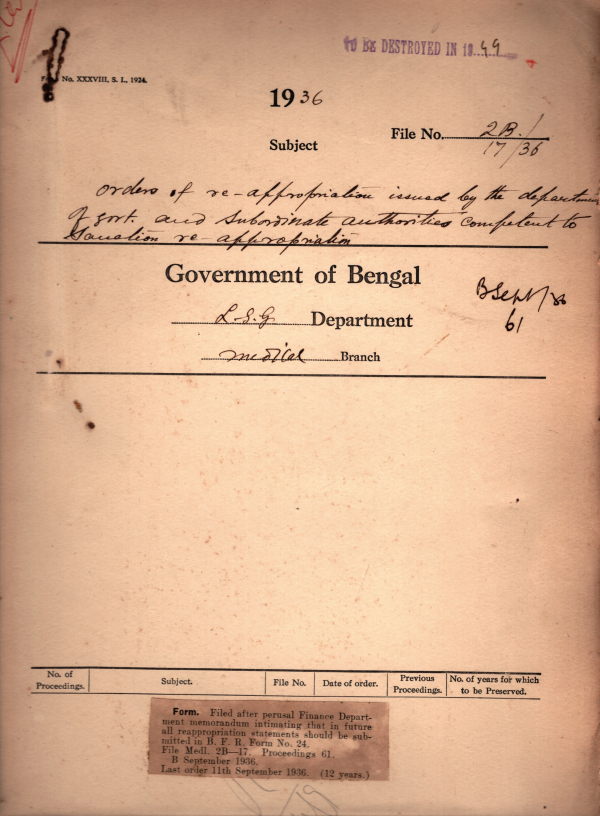 TO BE DESTROYED IN 19 49
No. XXXVIII, S. I., 1924.
1936
File No. 2B. 1
17/36
Subject
orders of re-appropriation issued by the department
of govt. and subordinate authorities competent to
sanction re-appropriation
Government of Bengal
B Sept/36
61
L.S.G. Department
medical Branch
No. of Proceedings. Subject. File No. Date of order. Previous Proceedings. No. of years for which to be Preserved.
Form. Filed after perusal Finance Depart-
ment memorandum intimating that in future
all reappropriation statements should be sub-
mitted in B. F. R. Form No. 24.
File Medl. 2B—17. Proceedings 61.
B September 1936.
Last order 11th September 1936. (12 years.)